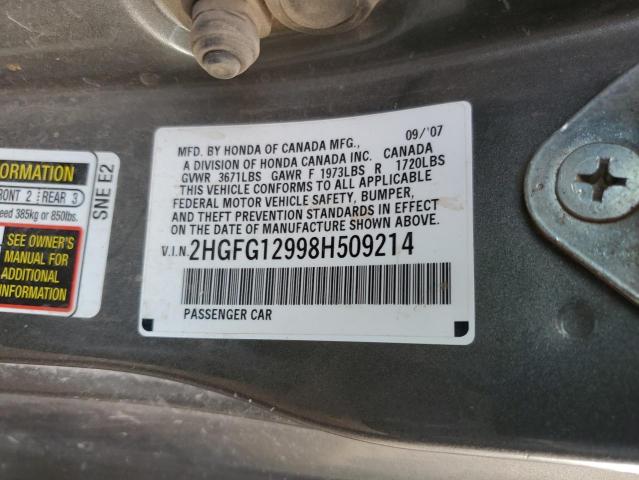 09/'07
MFD. BY HONDA OF CANADA MFG.,
A DIVISION OF HONDA CANADA INC. CANADA
GVWR 3671LBS GAWR F 1973LBS R 1720LBS
THIS VEHICLE CONFORMS TO ALL APPLICABLE
FEDERAL MOTOR VEHICLE SAFETY, BUMPER,
AND THEFT PREVENTION STANDARDS IN EFFECT
ON THE DATE OF MANUFACTURE SHOWN ABOVE.
V.I.N. 2HGFG12998H509214
PASSENGER CAR
SNE E2
FRONT 2 REAR 3
385kg or 850lbs.
SEE OWNER'S
MANUAL FOR
ADDITIONAL
INFORMATION